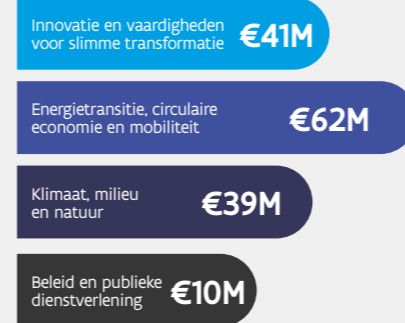 Innovatie en vaardigheden
voor slimme transformatie
€41M
Energietransitie, circulaire
economie en mobiliteit
€62M
Klimaat, milieu
en natuur
€39M
Beleid en publieke
dienstverlening
€10M